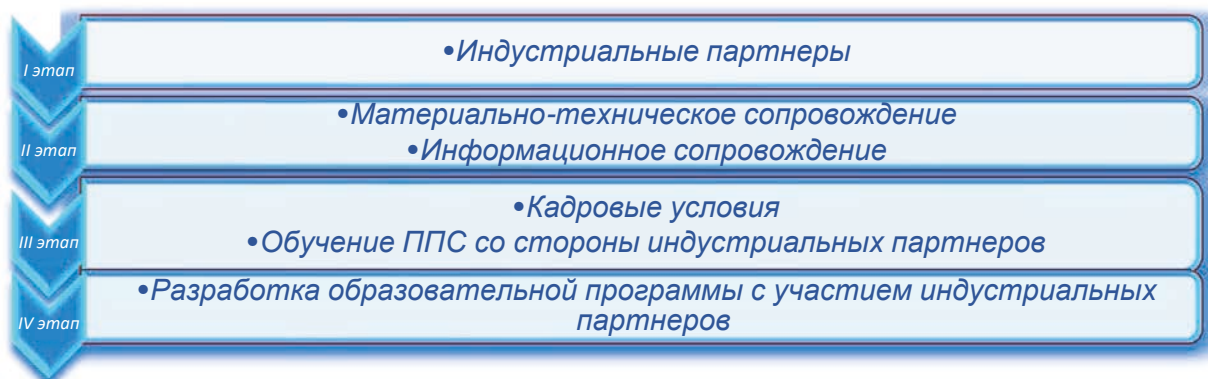 I этап
•Индустриальные партнеры
II этап
•Материально-техническое сопровождение
•Информационное сопровождение
III этап
•Кадровые условия
•Обучение ППС со стороны индустриальных партнеров
IV этап
•Разработка образовательной программы с участием индустриальных
партнеров